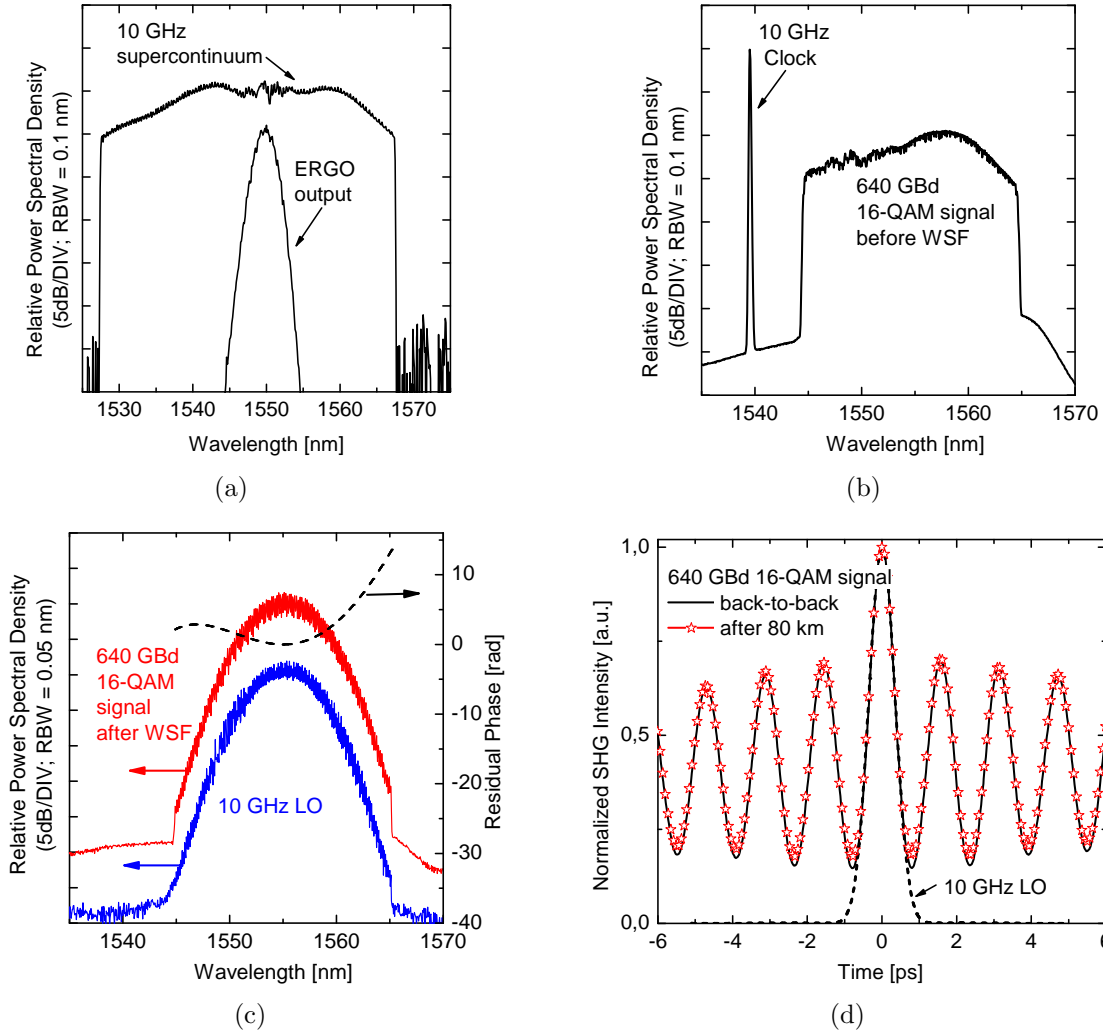 10 GHz
supercontinuum
ERGO
output
Relative Power Spectral Density
(5dB/DIV; RBW = 0.1 nm)
1530 1540 1550 1560 1570
Wavelength [nm]
(a)
10 GHz
Clock
640 GBd
16-QAM signal
before WSF
Relative Power Spectral Density
(5dB/DIV; RBW = 0.1 nm)
1540 1550 1560 1570
Wavelength [nm]
(b)
640 GBd
16-QAM
signal
after WSF
10 GHz LO
Relative Power Spectral Density
(5dB/DIV; RBW = 0.05 nm)
10
0
-10
-20
-30
-40
Residual Phase [rad]
1540 1550 1560 1570
Wavelength [nm]
(c)
1,0
0,5
0,0
640 GBd 16-QAM signal
back-to-back
after 80 km
10 GHz LO
Normalized SHG Intensity [a.u.]
-6 -4 -2 0 2 4 6
Time [ps]
(d)